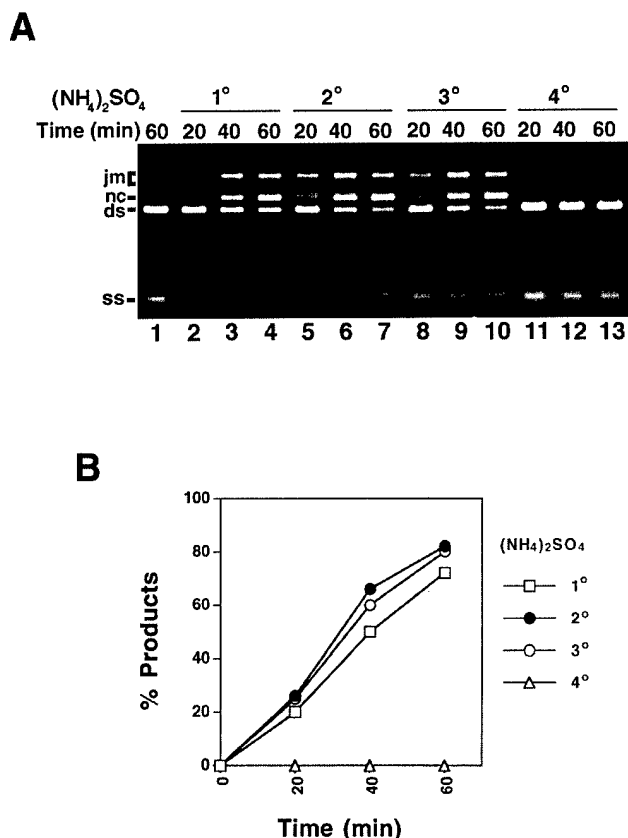 A
(NH4)2SO4 1° 2° 3° 4°
Time (min) 60 20 40 60 20 40 60 20 40 60 20 40 60
jm
nc
ds
ss
1 2 3 4 5 6 7 8 9 10 11 12 13
B
100
80
60
40
20
0
% Products
0 20 40 60
Time (min)
(NH4)2SO4
1°
2°
3°
4°